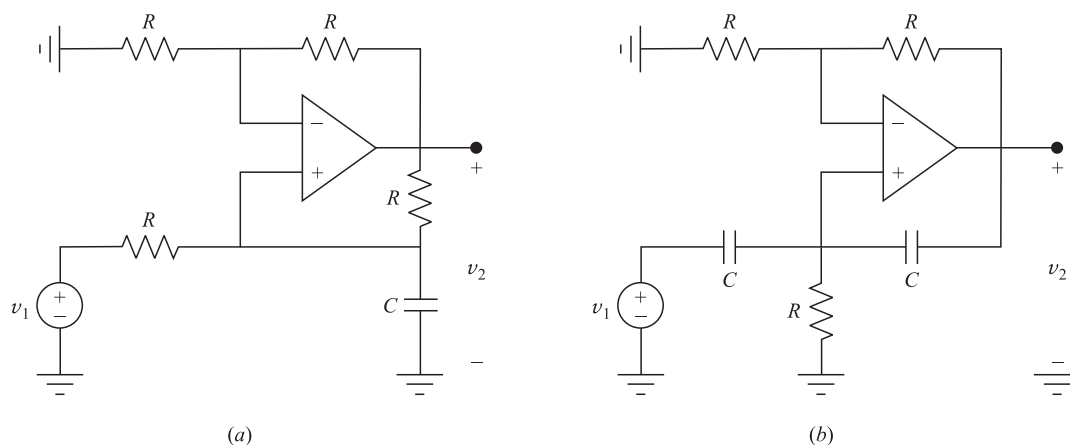 R R
− +
R
R
v1 + −
C
+ v2 −
(a)
R R
− +
C C
R
v1 + −
+ v2 −
(b)